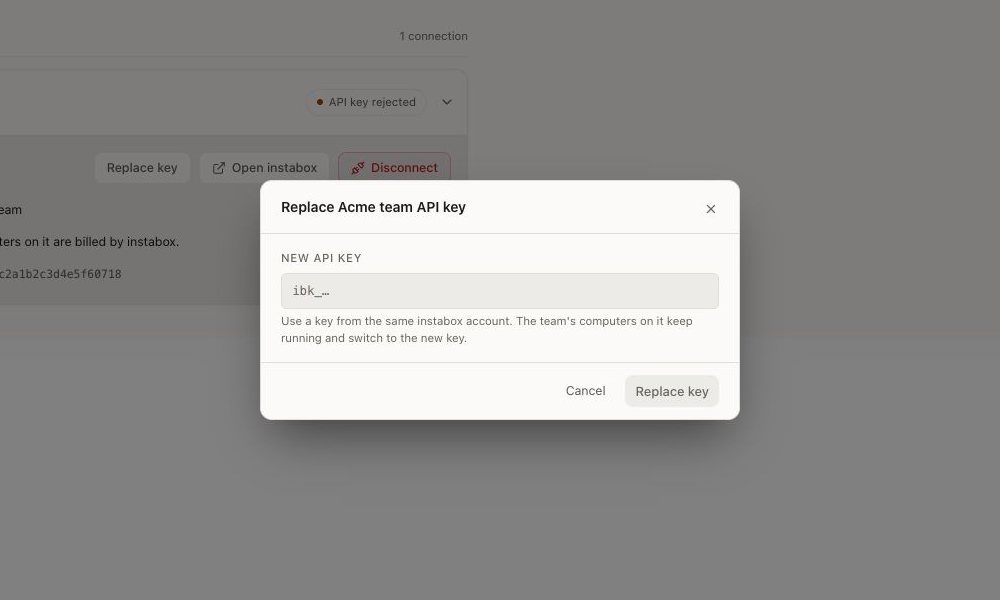 1 connection
API key rejected
Replace key
Open instabox
Disconnect
eam
ters on it are billed by instabox.
c2a1b2c3d4e5f60718
Replace Acme team API key
NEW API KEY
ibk_…
Use a key from the same instabox account. The team's computers on it keep
running and switch to the new key.
Cancel
Replace key